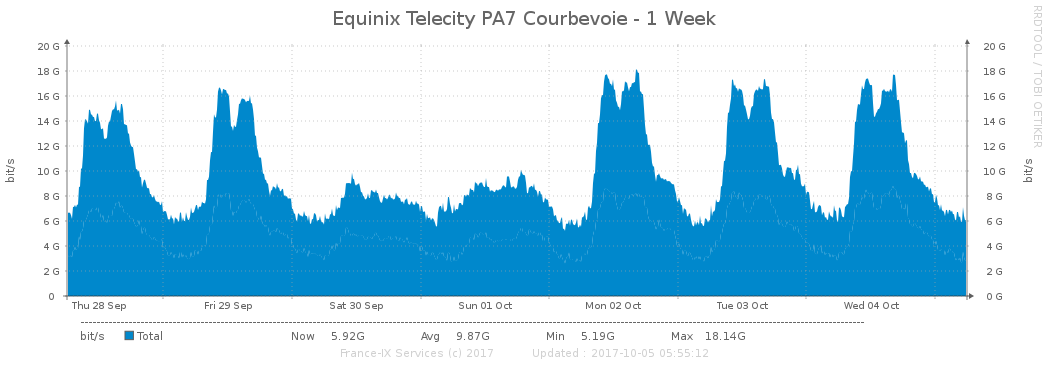 Equinix Telecity PA7 Courbevoie - 1 Week
RRDTOOL / TOBI OETIKER
20 G 20 G
18 G 18 G
16 G 16 G
14 G 14 G
12 G 12 G
10 G 10 G
8 G 8 G
6 G 6 G
4 G 4 G
2 G 2 G
0 0 G
bit/s bit/s
Thu 28 Sep Fri 29 Sep Sat 30 Sep Sun 01 Oct Mon 02 Oct Tue 03 Oct Wed 04 Oct
bit/s Total Now 5.92G Avg 9.87G Min 5.19G Max 18.14G
France-IX Services (c) 2017 Updated : 2017-10-05 05:55:12